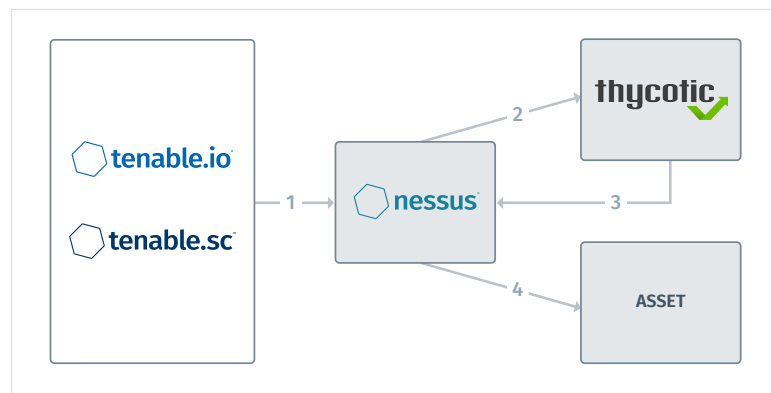 tenable.io
tenable.sc
1
nessus
2
thycotic
3
4
ASSET